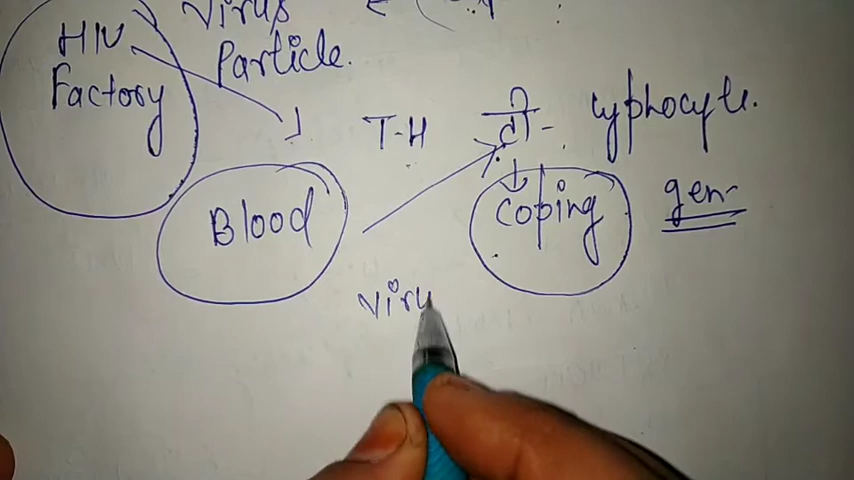 Virus
HIV
Particle.
Factory
T-H
Lyphocyte.
Blood
Coping
gen-
Viru